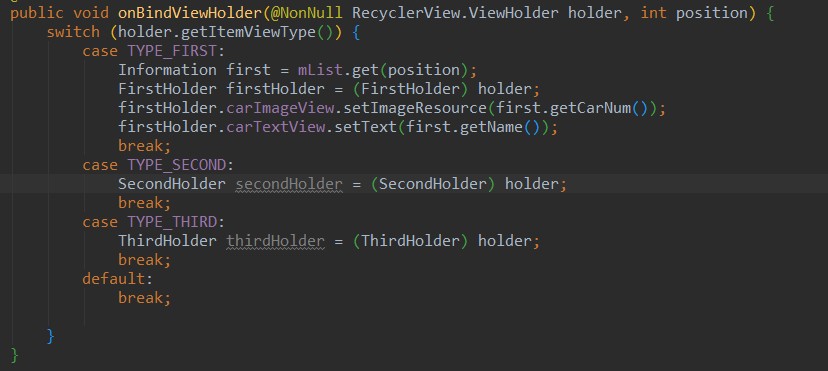 public void onBindViewHolder(@NonNull RecyclerView.ViewHolder holder, int position) {
switch (holder.getItemViewType()) {
case TYPE_FIRST:
Information first = mList.get(position);
FirstHolder firstHolder = (FirstHolder) holder;
firstHolder.carImageView.setImageResource(first.getCarNum());
firstHolder.carTextView.setText(first.getName());
break;
case TYPE_SECOND:
SecondHolder secondHolder = (SecondHolder) holder;
break;
case TYPE_THIRD:
ThirdHolder thirdHolder = (ThirdHolder) holder;
break;
default:
break;
}
}